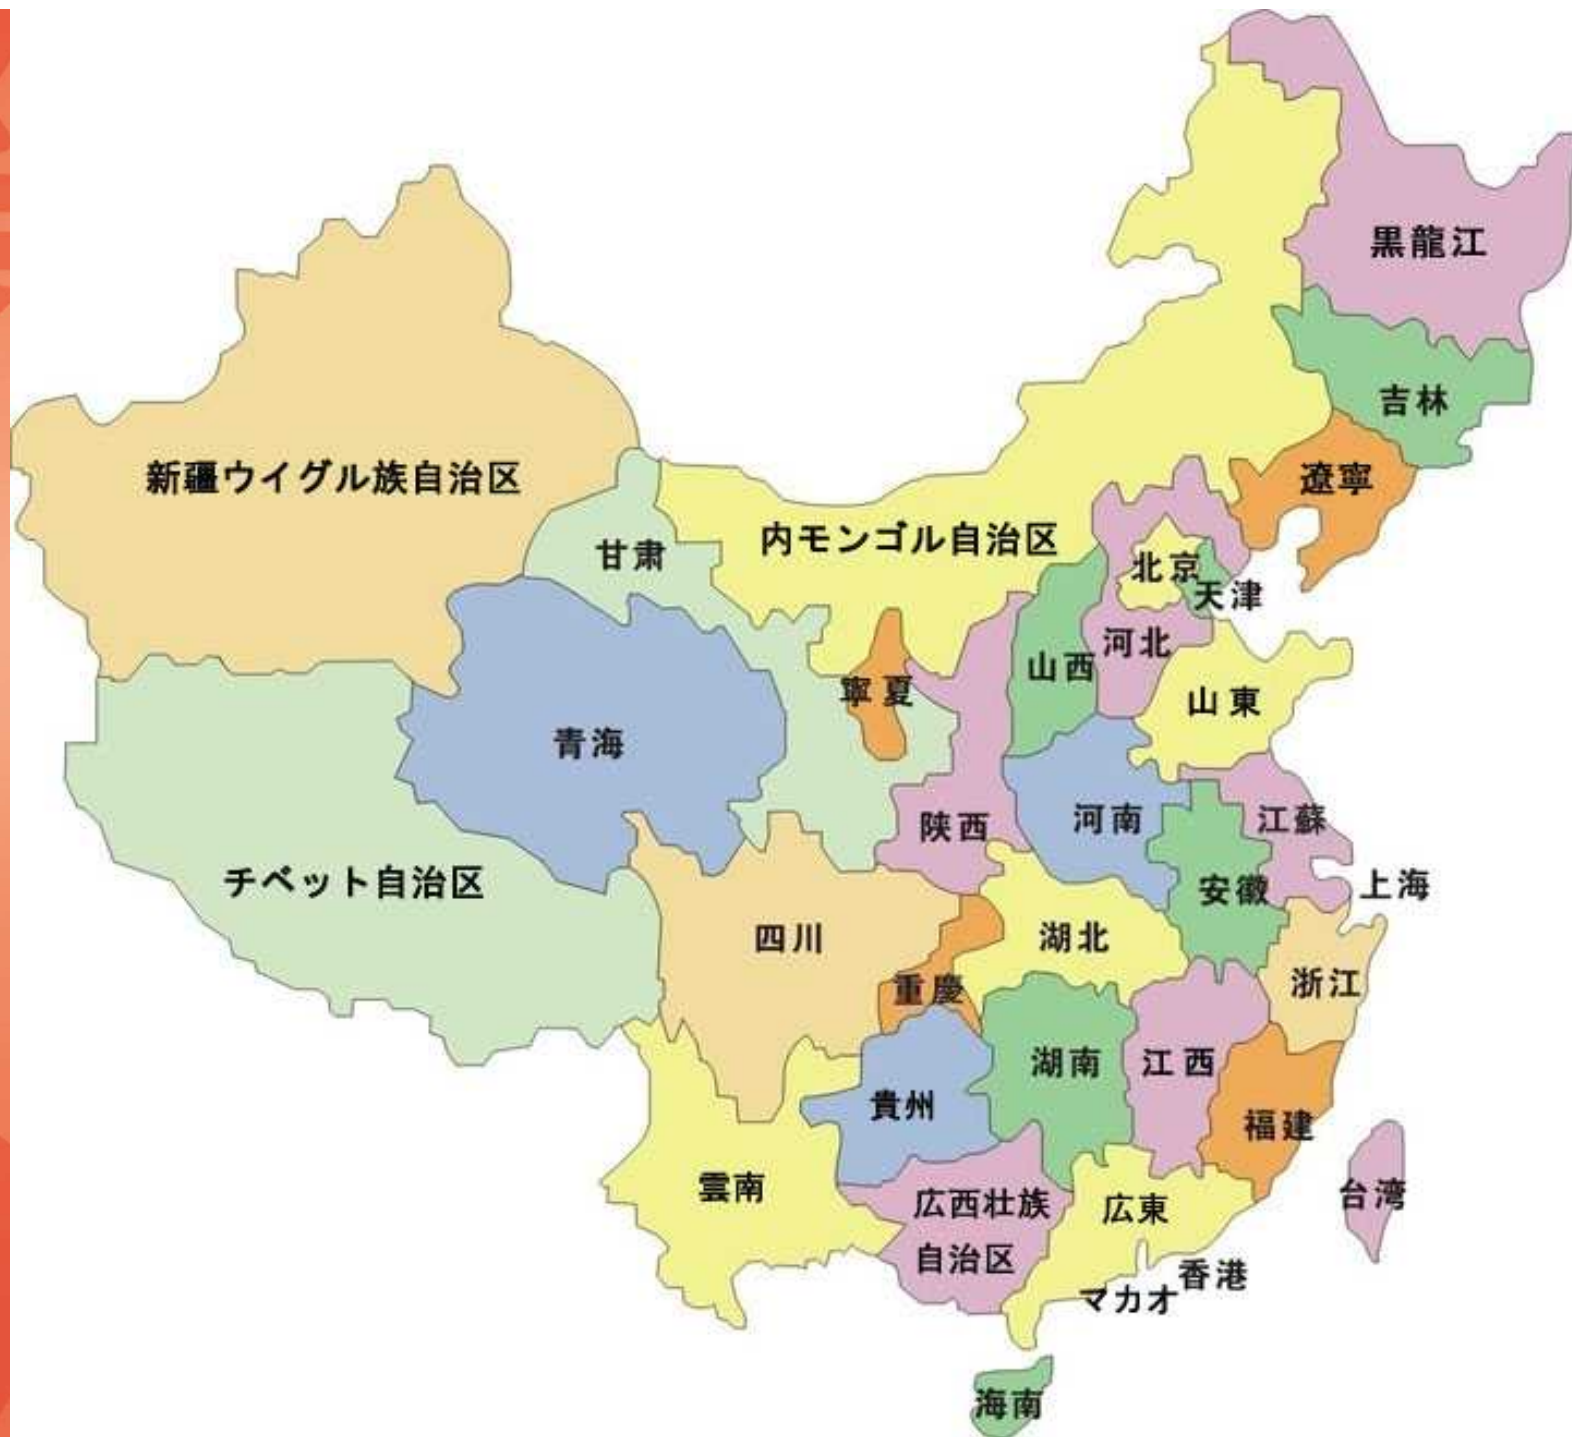 黒龍江
吉林
遼寧
新疆ウイグル族自治区
内モンゴル自治区
甘粛
北京
天津
河北
山西
寧夏
山東
青海
陝西
河南
江蘇
チベット自治区
安徽
上海
四川
湖北
重慶
浙江
湖南
江西
貴州
福建
雲南
広西壮族
自治区
広東
台湾
香港
マカオ
海南